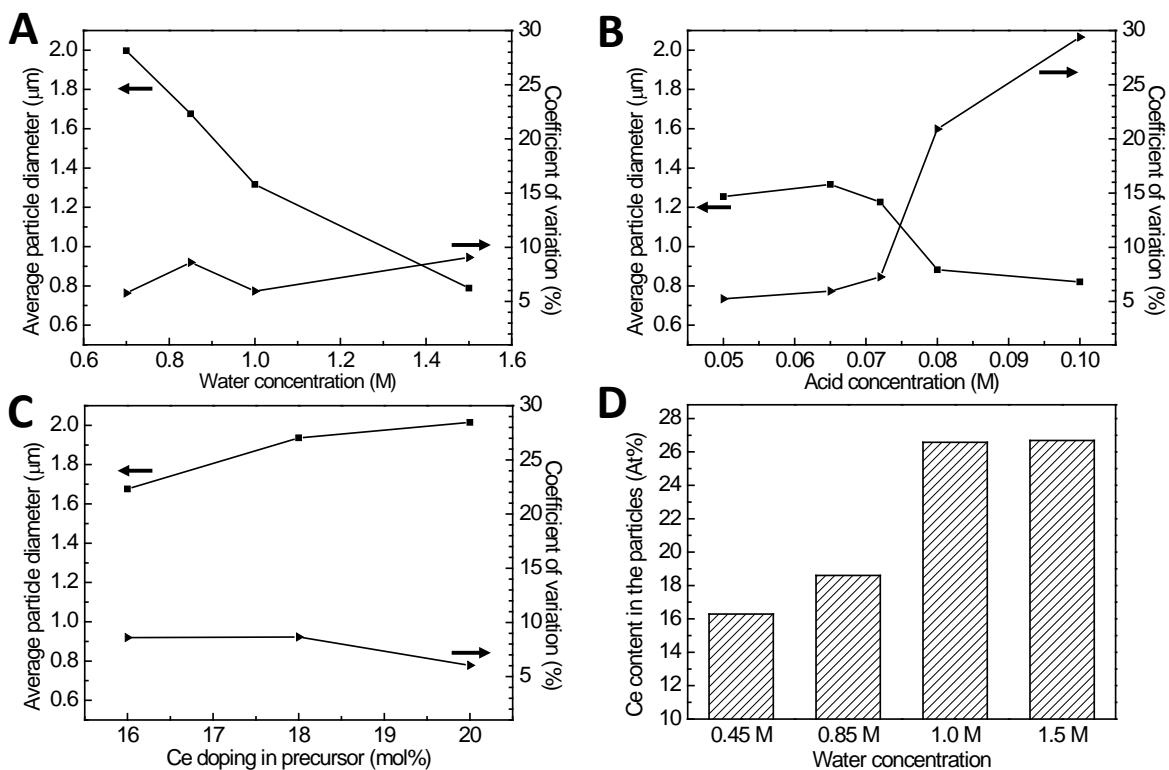 A
Average particle diameter (μm)
2.0
1.8
1.6
1.4
1.2
1.0
0.8
0.6
30
25
20
15
10
5
Coefficient of variation (%)
0.6 0.8 1.0 1.2 1.4 1.6
Water concentration (M)
B
Average particle diameter (μm)
2.0
1.8
1.6
1.4
1.2
1.0
0.8
0.6
30
25
20
15
10
5
Coefficient of variation (%)
0.05 0.06 0.07 0.08 0.09 0.10
Acid concentration (M)
C
Average particle diameter (μm)
2.0
1.8
1.6
1.4
1.2
1.0
0.8
0.6
30
25
20
15
10
5
Coefficient of variation (%)
16 17 18 19 20
Ce doping in precursor (mol%)
D
Ce content in the particles (At%)
28
26
24
22
20
18
16
14
12
10
0.45 M 0.85 M 1.0 M 1.5 M
Water concentration